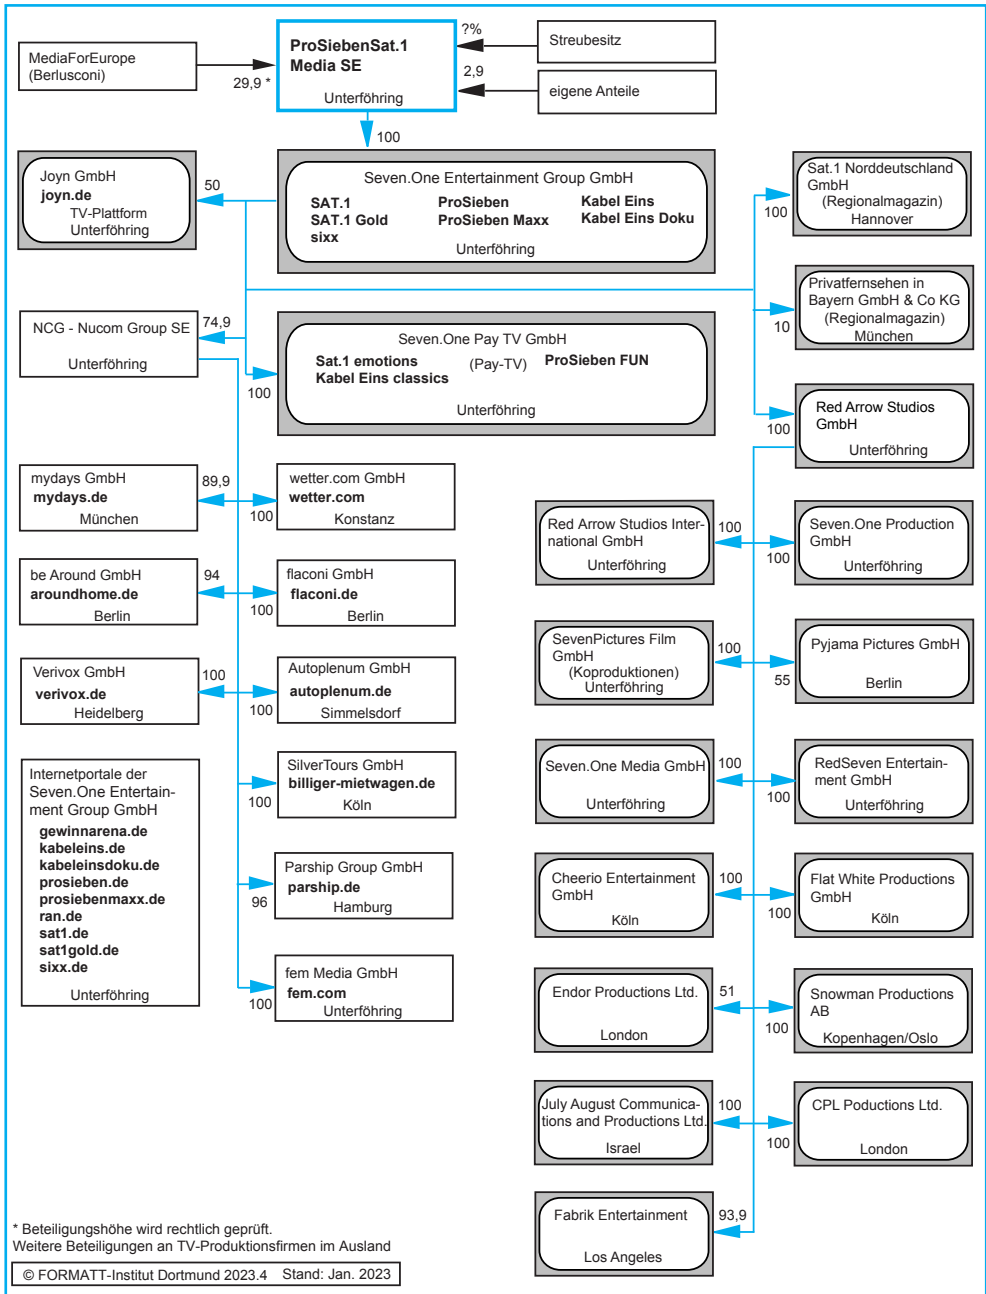 MediaForEurope
(Berlusconi)
29,9 *
ProSiebenSat.1
Media SE
Unterföhring
?%
Streubesitz
2,9
eigene Anteile
100
Joyn GmbH
joyn.de
TV-Plattform
Unterföhring
50
Seven.One Entertainment Group GmbH
SAT.1 ProSieben Kabel Eins
SAT.1 Gold ProSieben Maxx Kabel Eins Doku
sixx
Unterföhring
Sat.1 Norddeutschland
GmbH
(Regionalmagazin)
Hannover
100
Privatfernsehen in
Bayern GmbH & Co KG
(Regionalmagazin)
München
10
NCG - Nucom Group SE
Unterföhring
74,9
Seven.One Pay TV GmbH
Sat.1 emotions (Pay-TV) ProSieben FUN
Kabel Eins classics
Unterföhring
100
Red Arrow Studios
GmbH
Unterföhring
100
mydays GmbH
mydays.de
München
89,9
wetter.com GmbH
wetter.com
Konstanz
100
Red Arrow Studios Inter-
national GmbH
Unterföhring
100
Seven.One Production
GmbH
Unterföhring
100
be Around GmbH
aroundhome.de
Berlin
94
flaconi GmbH
flaconi.de
Berlin
100
SevenPictures Film
GmbH
(Koproduktionen)
Unterföhring
100
Pyjama Pictures GmbH
Berlin
55
Verivox GmbH
verivox.de
Heidelberg
100
Autoplenum GmbH
autoplenum.de
Simmelsdorf
100
Seven.One Media GmbH
Unterföhring
100
RedSeven Entertain-
ment GmbH
Unterföhring
100
Internetportale der
Seven.One Entertain-
ment Group GmbH
gewinnarena.de
kabeleins.de
kabeleinsdoku.de
prosieben.de
prosiebenmaxx.de
ran.de
sat1.de
sat1gold.de
sixx.de
Unterföhring
SilverTours GmbH
billiger-mietwagen.de
Köln
100
Parship Group GmbH
parship.de
Hamburg
96
fem Media GmbH
fem.com
Unterföhring
100
Cheerio Entertainment
GmbH
Köln
100
Flat White Productions
GmbH
Köln
100
Endor Productions Ltd.
London
51
Snowman Productions
AB
Kopenhagen/Oslo
100
July August Communica-
tions and Productions Ltd.
Israel
100
CPL Poductions Ltd.
London
100
Fabrik Entertainment
Los Angeles
93,9
* Beteiligungshöhe wird rechtlich geprüft.
Weitere Beteiligungen an TV-Produktionsfirmen im Ausland
© FORMATT-Institut Dortmund 2023.4 Stand: Jan. 2023